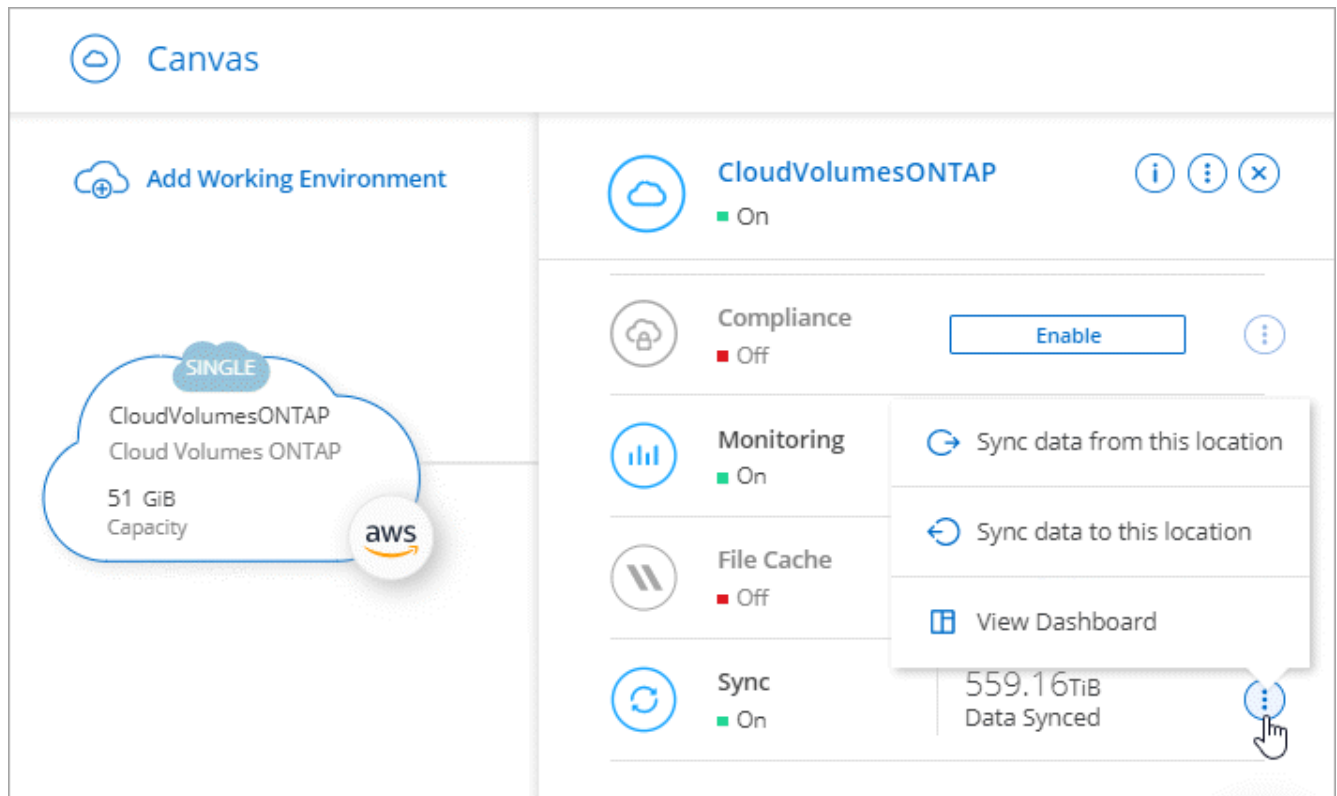 Canvas
Add Working Environment
SINGLE
CloudVolumesONTAP
Cloud Volumes ONTAP
51 GiB
Capacity
aws
CloudVolumesONTAP
On
Compliance
Off
Enable
Monitoring
On
File Cache
Off
Sync
On
559.16TiB
Data Synced
Sync data from this location
Sync data to this location
View Dashboard